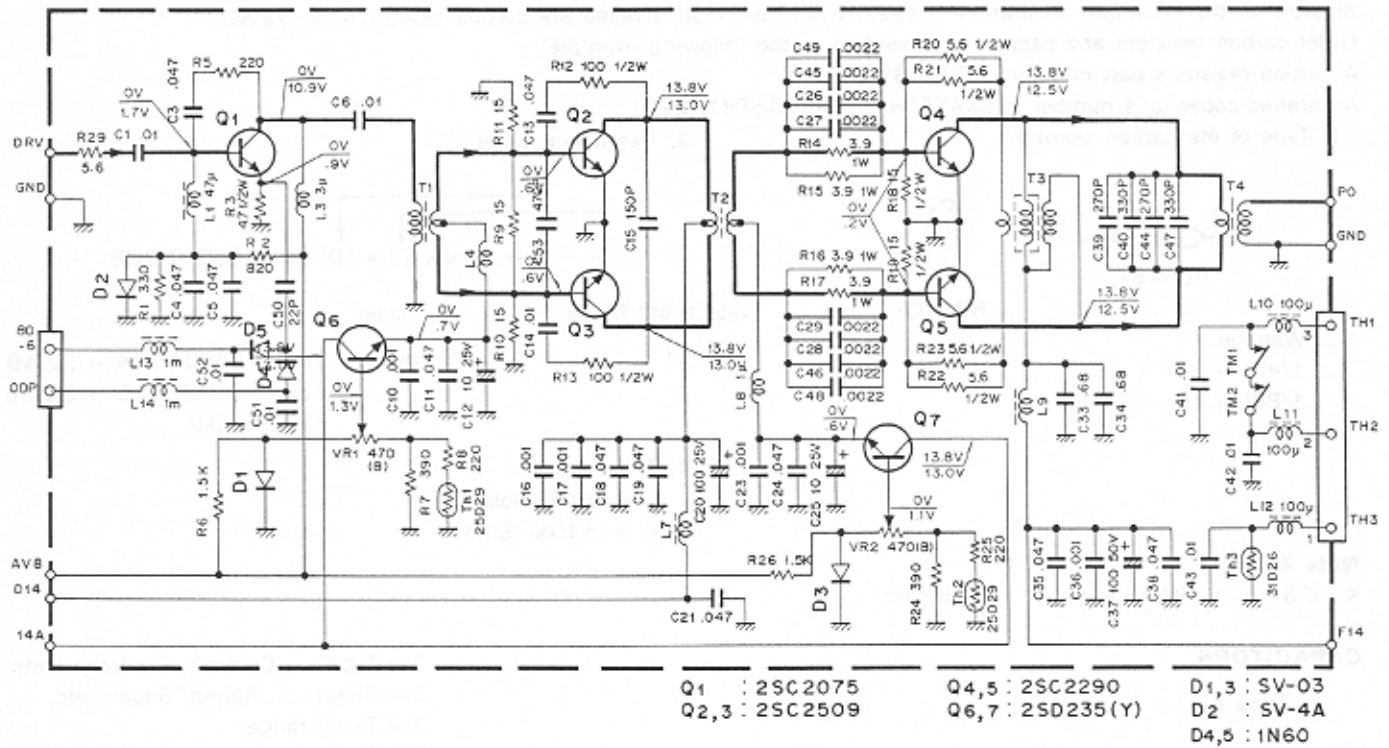 C49 .0022
R20 5.6 1/2W
C45 .0022
R21 5.6 1/2W
C26 .0022
C27 .0022
R14 3.9 1W
R15 3.9 1W
R5 220
C3 .047
0V 1.7V
Q1
0V 10.9V
C6 .01
R12 100 1/2W
R11 15
C13 .047
Q2
13.8V 13.0V
Q4
13.8V 12.5V
DRV
R29 5.6
C1 .01
0V .9V
GND
L1 47μ
R3 47 1/2W
L3 3μ
T1
R9 15
C15 150P
T2
0V .2V
R18 15 1/2W
T3
C39 270P
C40 330P
C44 270P
C47 330P
T4
PO
GND
D2
R1 330
C4 .047
C5 .047
R2 820
C50 22P
L4
C53
.6V
R16 3.9 1W
R17 3.9 1W
R19 15 1/2W
80
-6
D5
Q6
0V .7V
R10 15
C14 .01
Q3
C29 .0022
C28 .0022
C46 .0022
C48 .0022
Q5
13.8V 12.5V
L10 100μ
TH1
3
L13 1m
C52 .01
L14 1m
C51 .01
0V 1.3V
C10 .001
C11 .047
C12 10 25V
R13 100 1/2W
13.8V 13.0V
L8 1μ
R23 5.6 1/2W
R22 5.6 1/2W
L9
C33 .68
C34 .68
C41 .01
TM1
TM2
L11 100μ
TH2
2
R6 1.5K
D1
VR1 470 (B)
R7 390
R8 220
Th1 25D29
C16 .001
C17 .001
C18 .047
C19 .047
C20 100 25V
C23 .001
C24 .047
C25 10 25V
0V .6V
Q7
13.8V 13.0V
C42 .01
L7
0V 1.1V
VR2 470(B)
L12 100μ
TH3
1
AVB
R26 1.5K
D3
R24 390
R25 220
Th2 25D29
C35 .047
C36 .001
C37 100 50V
C38 .047
C43 .01
Th3
C21 .047
14A
F14
Q1 : 2SC2075 Q4,5 : 2SC2290 D1,3 : SV-03
Q2,3 : 2SC2509 Q6,7 : 2SD235(Y) D2 : SV-4A
D4,5 : 1N60